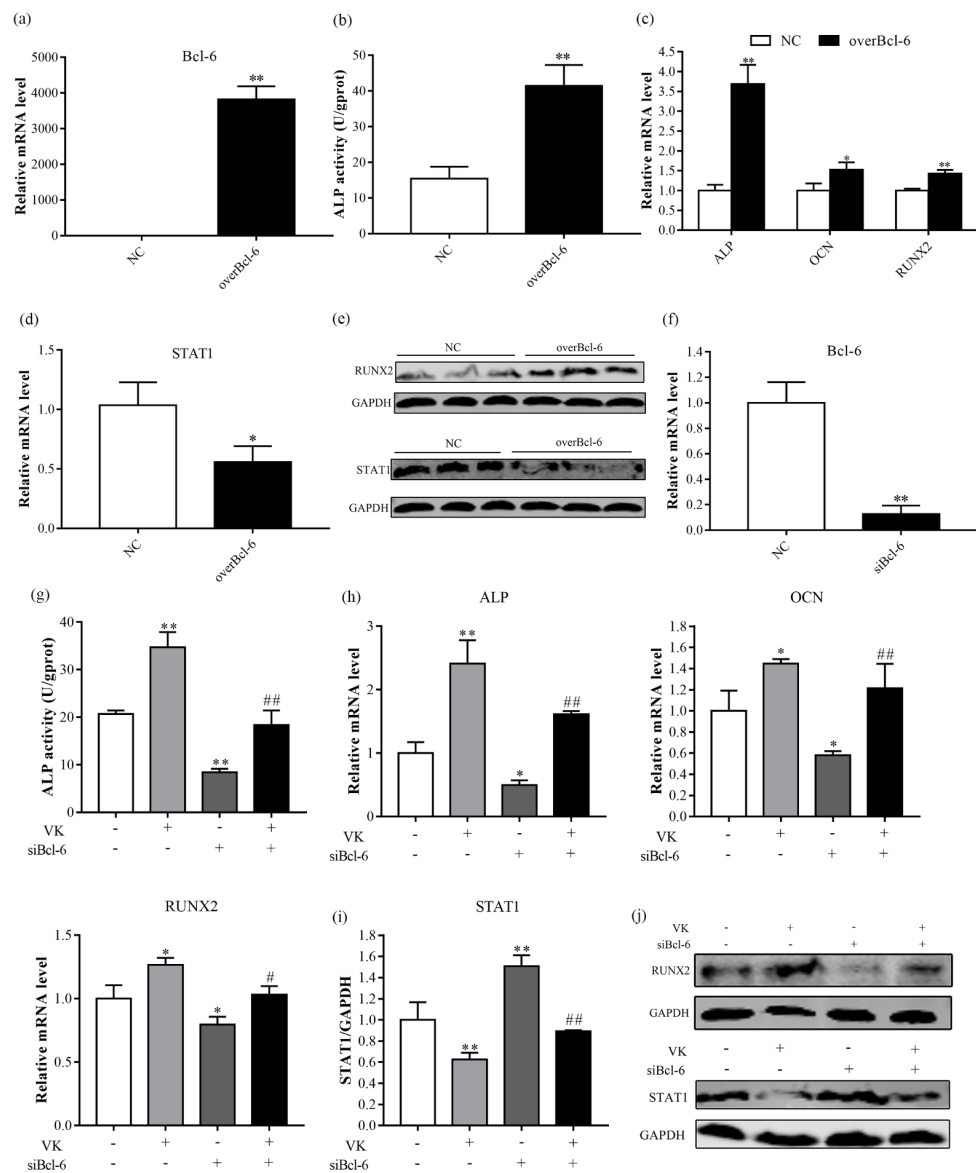 (a)
Bcl-6
Relative mRNA level
5000
4000
3000
2000
1000
0
**
NC
overBcl-6
(b)
ALP activity (U/gprot)
60
40
20
0
**
NC
overBcl-6
(c)
NC overBcl-6
Relative mRNA level
4.5
4.0
3.5
3.0
2.5
2.0
1.5
1.0
0.5
0.0
**
*
**
ALP
OCN
RUNX2
(d)
STAT1
Relative mRNA level
1.5
1.0
0.5
0.0
*
NC
overBcl-6
(e)
NC overBcl-6
RUNX2
GAPDH
NC overBcl-6
STAT1
GAPDH
(f)
Bcl-6
Relative mRNA level
1.4
1.2
1.0
0.8
0.6
0.4
0.2
0.0
**
NC
siBcl-6
(g)
ALP activity (U/gprot)
40
30
20
10
0
**
**
##
VK - + - +
siBcl-6 - - + +
(h)
ALP
Relative mRNA level
3
2
1
0
**
*
##
VK - + - +
siBcl-6 - - + +
OCN
Relative mRNA level
1.8
1.6
1.4
1.2
1.0
0.8
0.6
0.4
0.2
0.0
*
*
##
VK - + - +
siBcl-6 - - + +
RUNX2
Relative mRNA level
1.5
1.0
0.5
0.0
*
*
#
VK - + - +
siBcl-6 - - + +
(i)
STAT1
STAT1/GAPDH
1.8
1.6
1.4
1.2
1.0
0.8
0.6
0.4
0.2
0.0
**
**
##
VK - + - +
siBcl-6 - - + +
(j)
VK - + - +
siBcl-6 - - + +
RUNX2
GAPDH
VK - + - +
siBcl-6 - - + +
STAT1
GAPDH